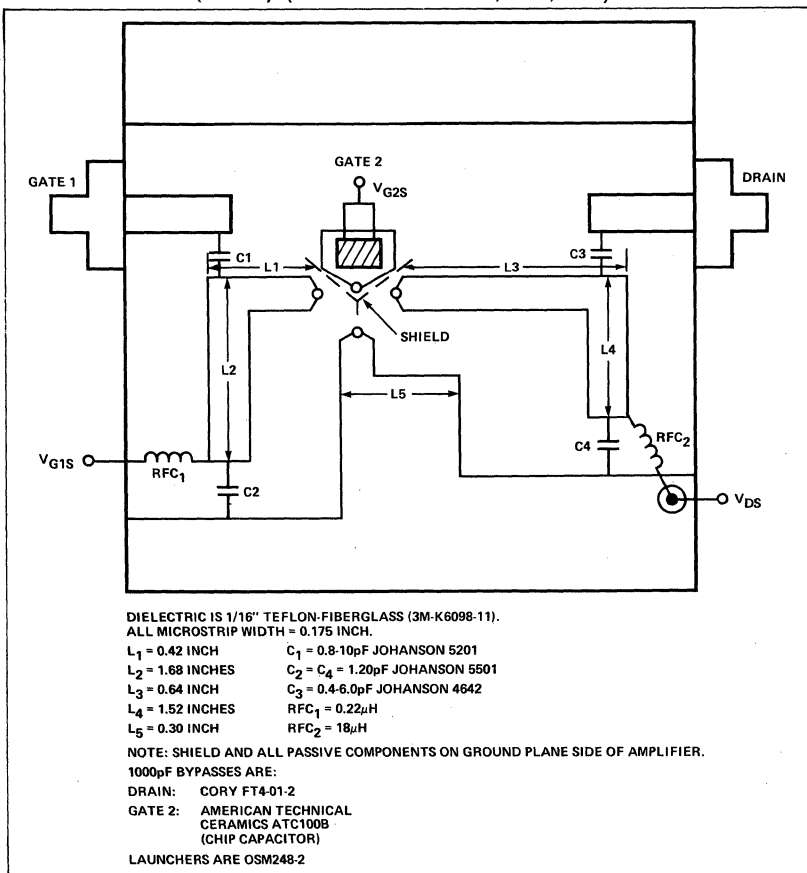 GATE 2
GATE 1
VG2S
DRAIN
C1
C3
L1
L3
SHIELD
L2
L4
L5
VG1S
RFC1
C2
C4
RFC2
VDS
DIELECTRIC IS 1/16" TEFLON-FIBERGLASS (3M-K6098-11).
ALL MICROSTRIP WIDTH = 0.175 INCH.
L1 = 0.42 INCH C1 = 0.8-10pF JOHANSON 5201
L2 = 1.68 INCHES C2 = C4 = 1.20pF JOHANSON 5501
L3 = 0.64 INCH C3 = 0.4-6.0pF JOHANSON 4642
L4 = 1.52 INCHES RFC1 = 0.22μH
L5 = 0.30 INCH RFC2 = 18μH
NOTE: SHIELD AND ALL PASSIVE COMPONENTS ON GROUND PLANE SIDE OF AMPLIFIER.
1000pF BYPASSES ARE:
DRAIN: CORY FT4-01-2
GATE 2: AMERICAN TECHNICAL
CERAMICS ATC100B
(CHIP CAPACITOR)
LAUNCHERS ARE OSM248-2